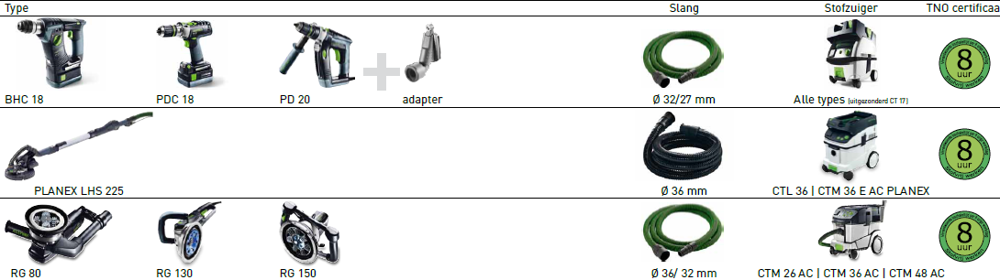 Type Slang Stofzuiger TNO certificaa
8
uur
BHC 18 PDC 18 PD 20 adapter Ø 32/27 mm Alle types (uitgezonderd CT 17)
8
uur
PLANEX LHS 225 Ø 36 mm CTL 36 | CTM 36 E AC PLANEX
8
uur
RG 80 RG 130 RG 150 Ø 36/ 32 mm CTM 26 AC | CTM 36 AC | CTM 48 AC